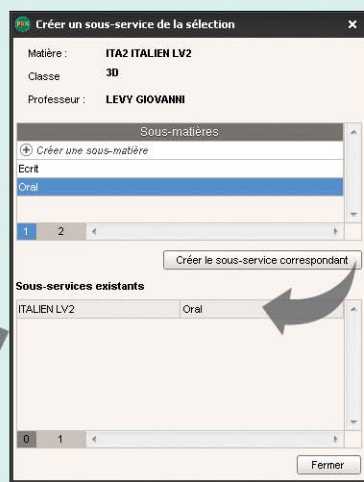 Créer un sous-service de la sélection
Matière : ITA2 ITALIEN LV2
Classe 3D
Professeur : LEVY GIOVANNI
Sous-matières
Créer une sous-matière
Ecrit
Oral
1 2
Créer le sous-service correspondant
Sous-services existants
ITALIEN LV2 Oral
0 1
Fermer